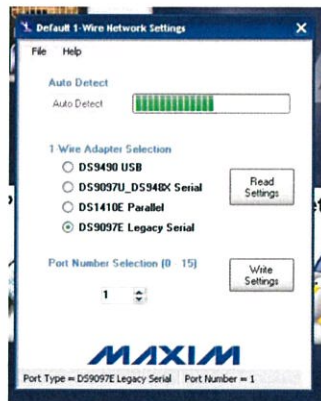 Default 1-Wire Network Settings
File Help
Auto Detect
Auto Detect
1-Wire Adapter Selection
DS9490 USB
DS9097U_DS948X Serial
DS1410E Parallel
DS9097E Legacy Serial
Read
Settings
Port Number Selection (0 - 15)
1
Write
Settings
MAXIM
Port Type = DS9097E Legacy Serial Port Number = 1